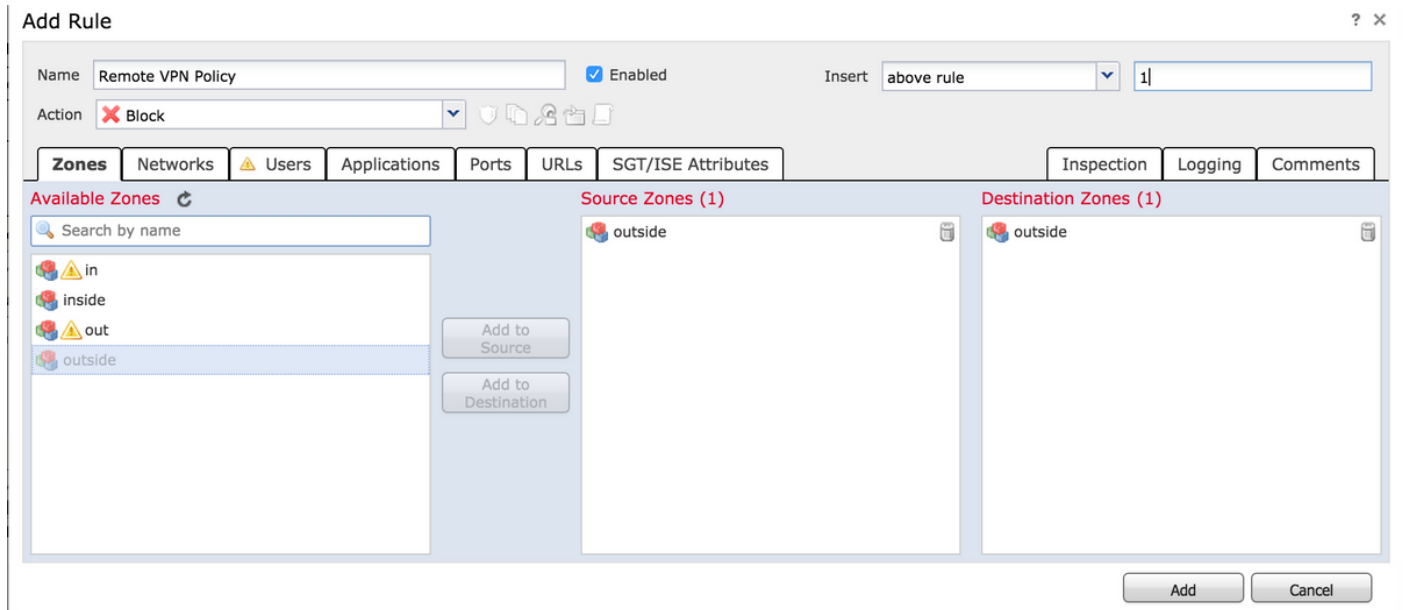 Add Rule ? ×
Name Remote VPN Policy Enabled Insert above rule 1
Action Block
Zones Networks Users Applications Ports URLs SGT/ISE Attributes Inspection Logging Comments
Available Zones Source Zones (1) Destination Zones (1)
Search by name outside outside
in
inside
out
outside
Add to
Source
Add to
Destination
Add Cancel